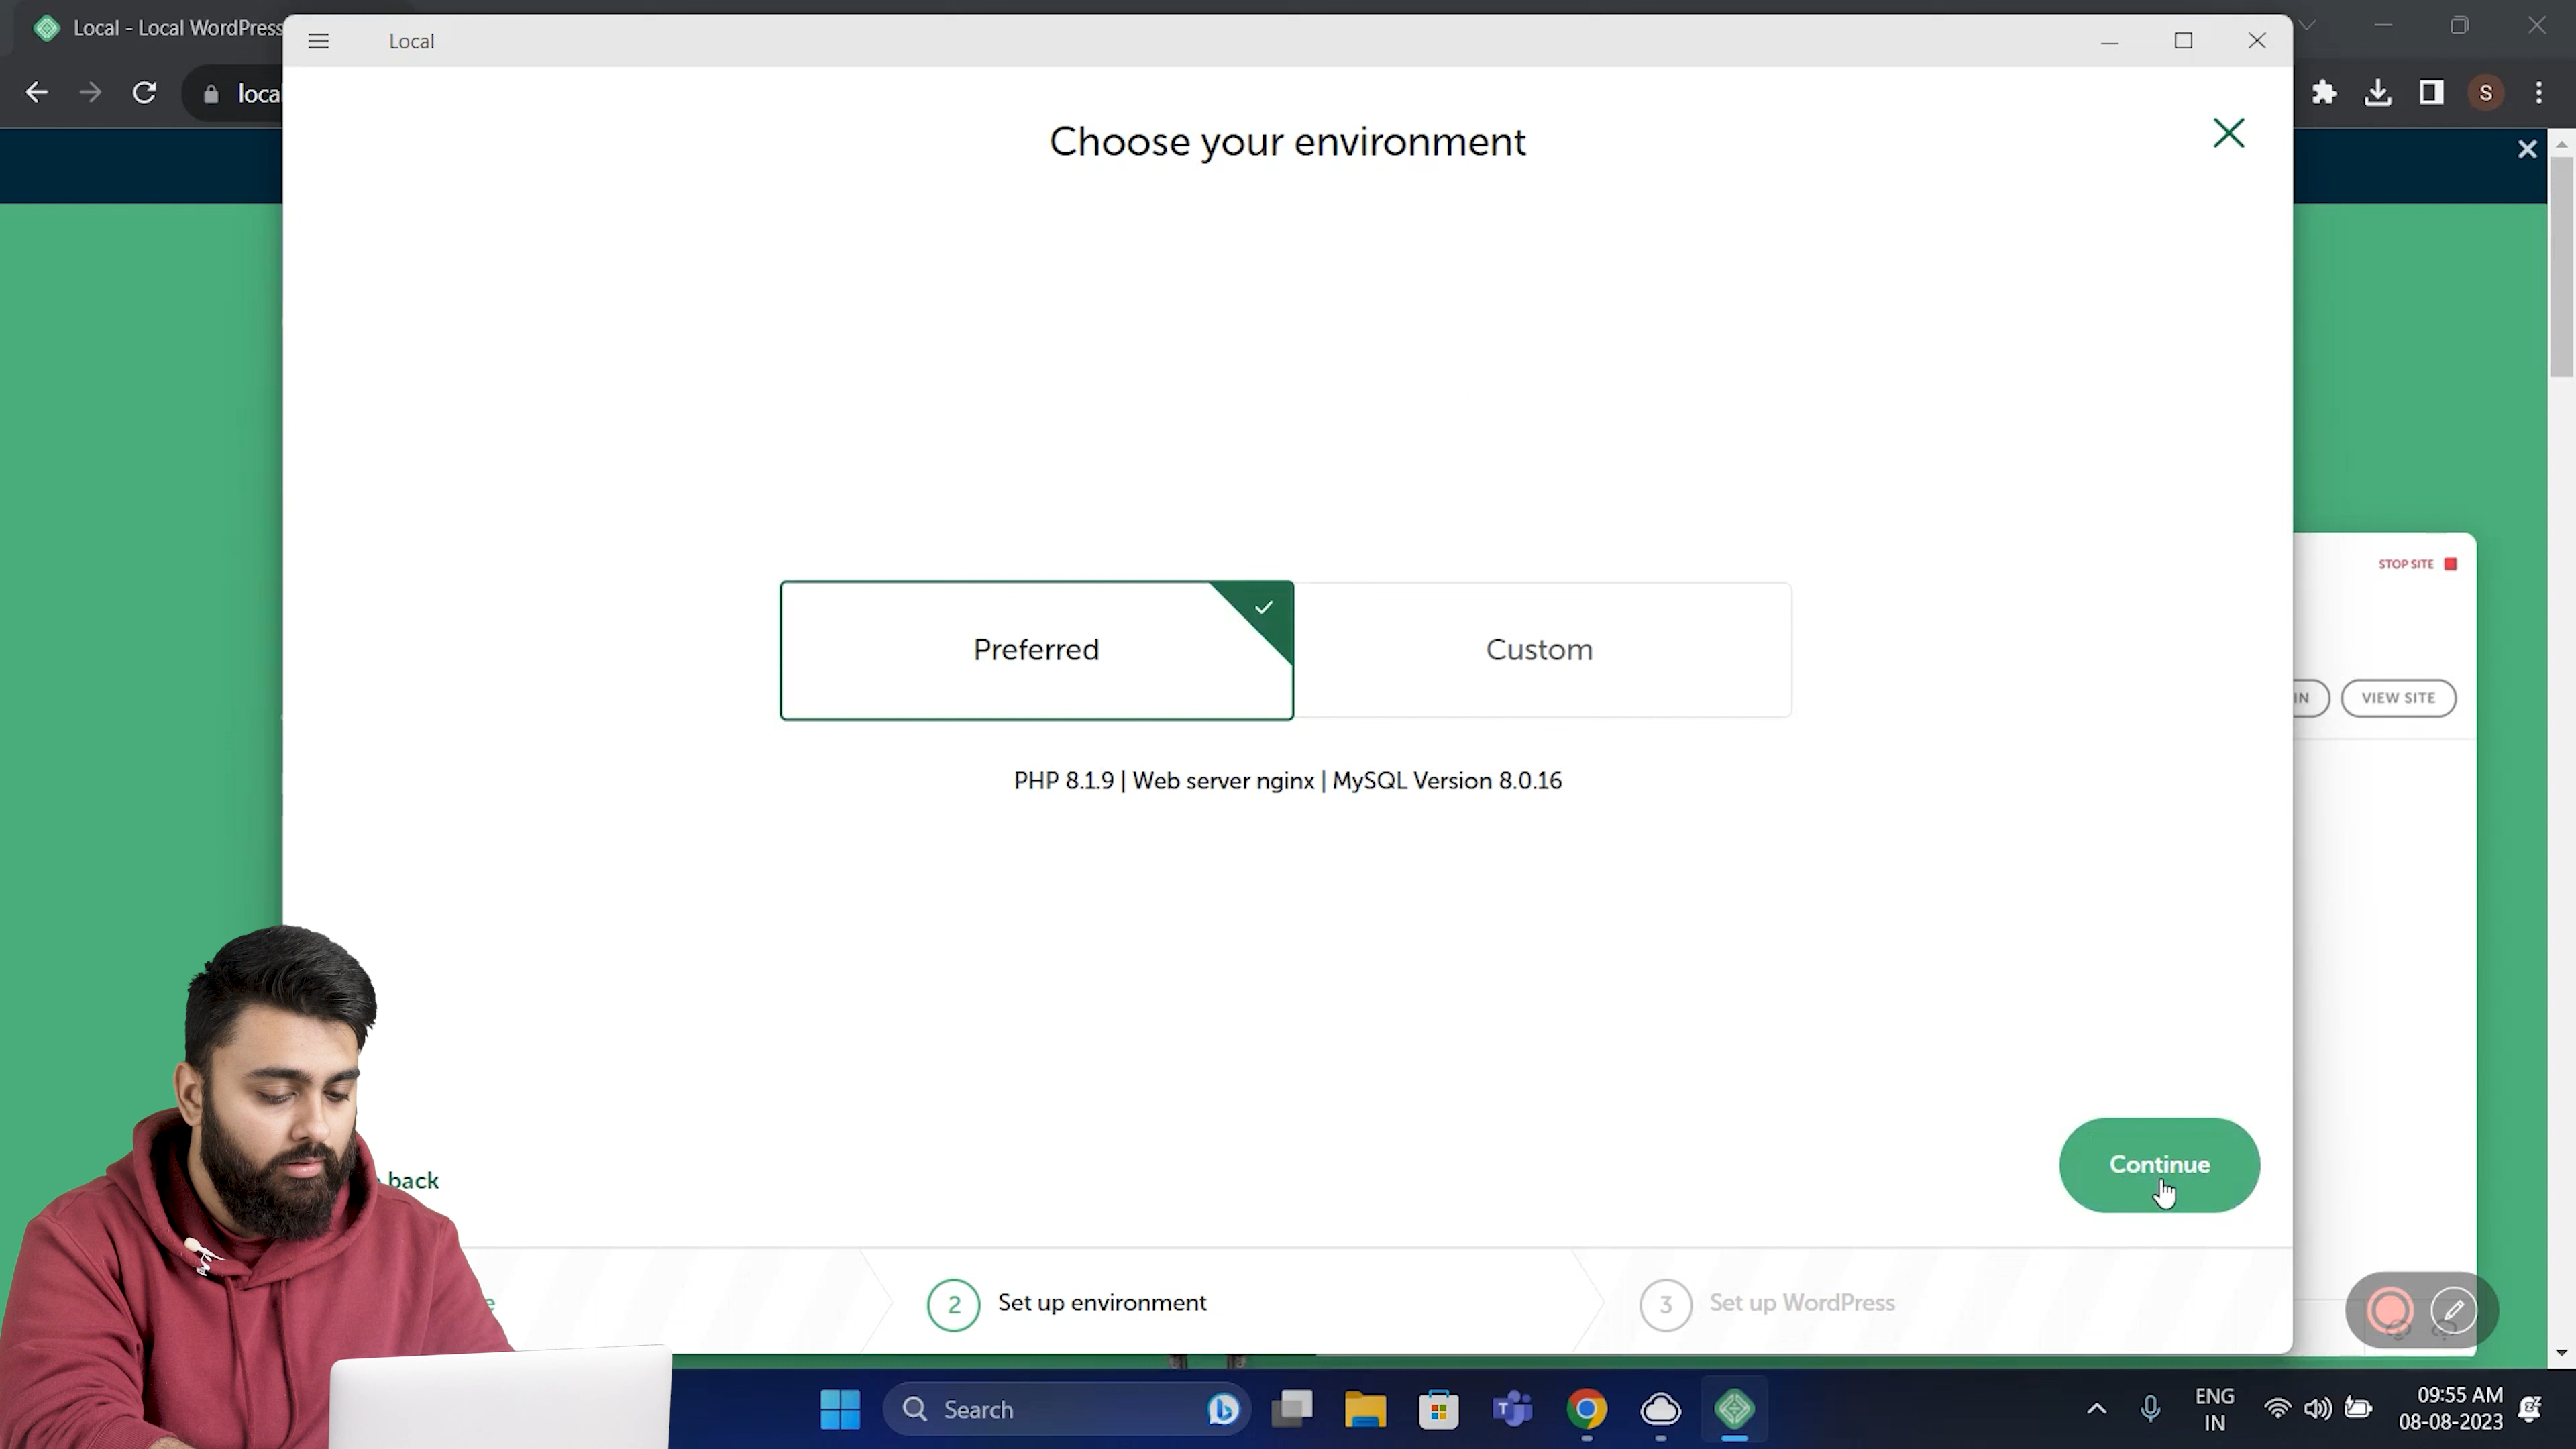 Local - Local WordPress
Local
local
Choose your environment
STOP SITE
Preferred
Custom
IN
VIEW SITE
PHP 8.1.9 | Web server nginx | MySQL Version 8.0.16
back
Continue
e
2 Set up environment
3 Set up WordPress
Search
ENG
IN
09:55 AM
08-08-2023
S